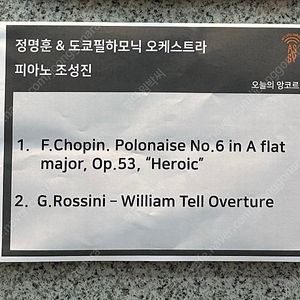 정명훈 & 도쿄필하모닉 오케스트라
피아노 조성진
오늘의 앙코르
1. F.Chopin. Polonaise No.6 in A flat
major, Op.53, “Heroic”
2. G.Rossini – William Tell Overture